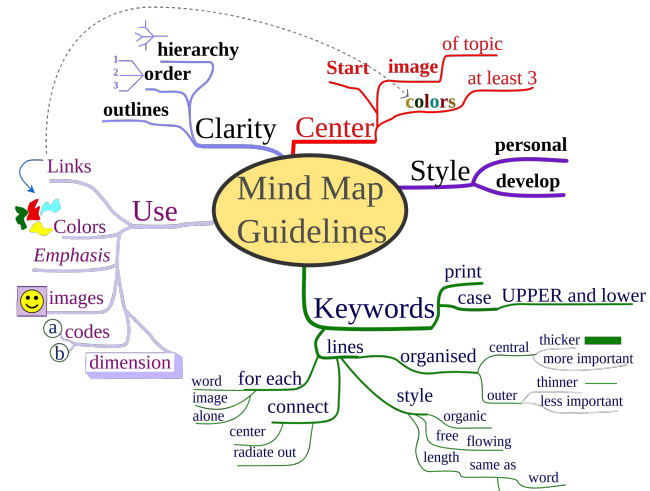 Mind Map
Guidelines
Center
Start
image
of topic
colors
at least 3
Style
personal
develop
Keywords
print
case
UPPER and lower
lines
organised
central
thicker
more important
outer
thinner
less important
style
organic
free
flowing
length
same as
word
connect
center
radiate out
for each
word
image
alone
Use
Links
Colors
Emphasis
images
a
codes
b
dimension
Clarity
hierarchy
1
2
3
order
outlines